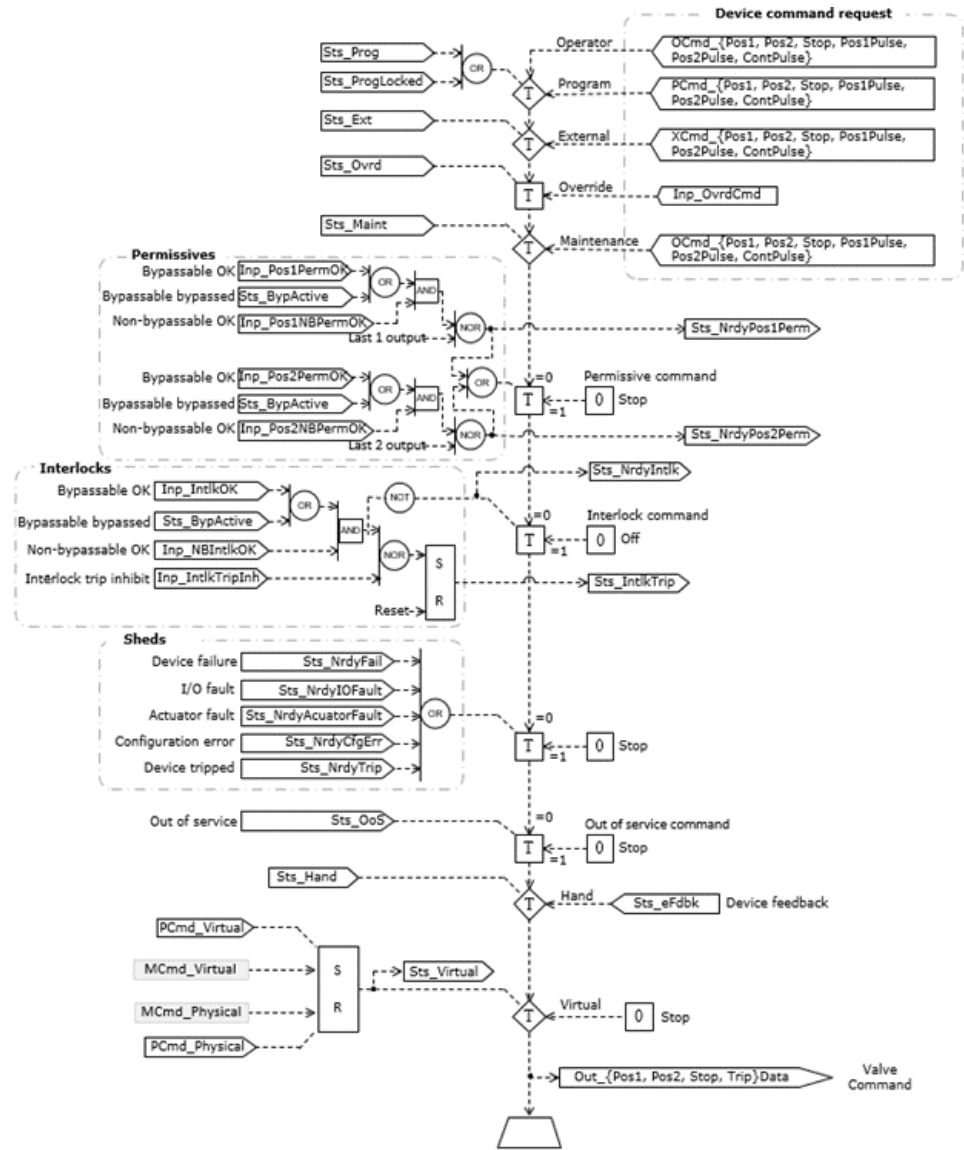 Device command request
Operator
OCmd_{Pos1, Pos2, Stop, Pos1Pulse,
Pos2Pulse, ContPulse}
Sts_Prog
OR
Sts_ProgLocked
T
Program
PCmd_{Pos1, Pos2, Stop, Pos1Pulse,
Pos2Pulse, ContPulse}
Sts_Ext
T
External
XCmd_{Pos1, Pos2, Stop, Pos1Pulse,
Pos2Pulse, ContPulse}
Sts_Ovrd
T
Override
Inp_OvrdCmd
Sts_Maint
T
Maintenance
OCmd_{Pos1, Pos2, Stop, Pos1Pulse,
Pos2Pulse, ContPulse}
Permissives
Bypassable OK
Inp_Pos1PermOK
OR
AND
Bypassable bypassed
Sts_BypActive
Non-bypassable OK
Inp_Pos1NBPermOK
Last 1 output
NOR
Sts_NrdyPos1Perm
Bypassable OK
Inp_Pos2PermOK
OR
AND
Bypassable bypassed
Sts_BypActive
Non-bypassable OK
Inp_Pos2NBPermOK
Last 2 output
NOR
OR
=0
T
=1
Permissive command
0
Stop
Sts_NrdyPos2Perm
Interlocks
Bypassable OK
Inp_IntlkOK
OR
NOT
Sts_NrdyIntlk
Bypassable bypassed
Sts_BypActive
AND
=0
T
=1
Interlock command
0
Off
Non-bypassable OK
Inp_NBIntlkOK
NOR
S
R
Interlock trip inhibit
Inp_IntlkTripInh
Sts_IntlkTrip
Reset
Sheds
Device failure
Sts_NrdyFail
I/O fault
Sts_NrdyIOFault
Actuator fault
Sts_NrdyAcuatorFault
OR
Configuration error
Sts_NrdyCfgErr
Device tripped
Sts_NrdyTrip
=0
T
=1
0
Stop
Out of service
Sts_OoS
=0
T
=1
Out of service command
0
Stop
Sts_Hand
T
Hand
Sts_eFdbk
Device feedback
PCmd_Virtual
MCmd_Virtual
S
Sts_Virtual
MCmd_Physical
R
PCmd_Physical
T
Virtual
0
Stop
Out_{Pos1, Pos2, Stop, Trip}Data
Valve
Command